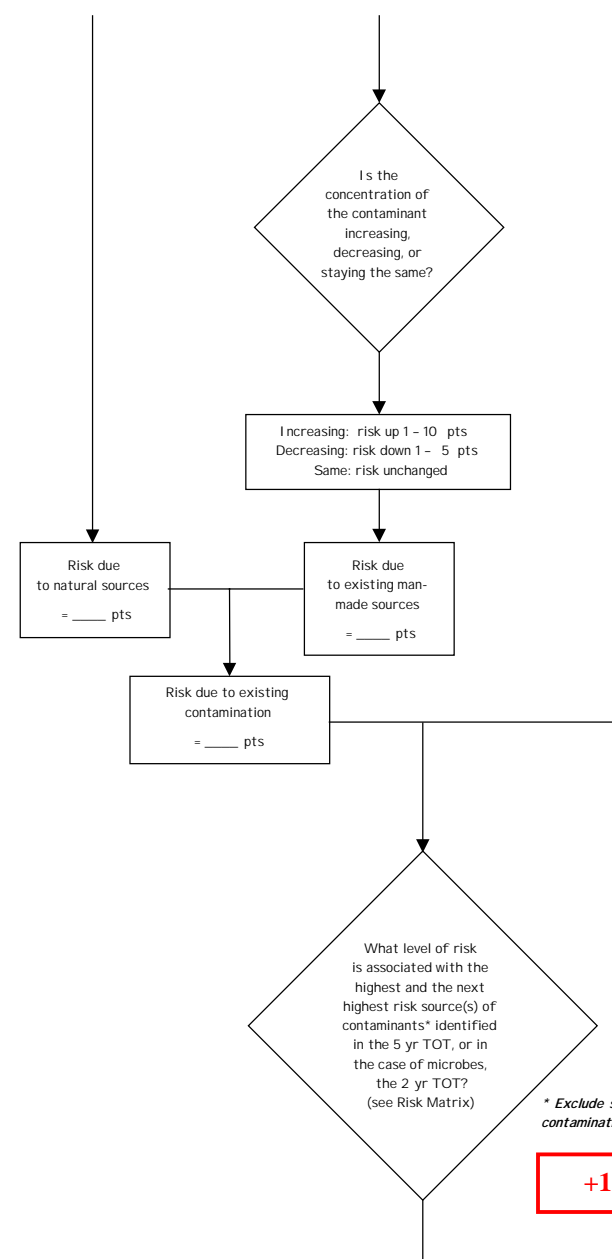 Is the
concentration of
the contaminant
increasing,
decreasing, or
staying the same?
Increasing: risk up 1 – 10 pts
Decreasing: risk down 1 – 5 pts
Same: risk unchanged
Risk due
to natural sources
= _____ pts
Risk due
to existing man-
made sources
= _____ pts
Risk due to existing
contamination
= _____ pts
What level of risk
is associated with the
highest and the next
highest risk source(s) of
contaminants* identified
in the 5 yr TOT, or in
the case of microbes,
the 2 yr TOT?
(see Risk Matrix)
* Exclude
+1